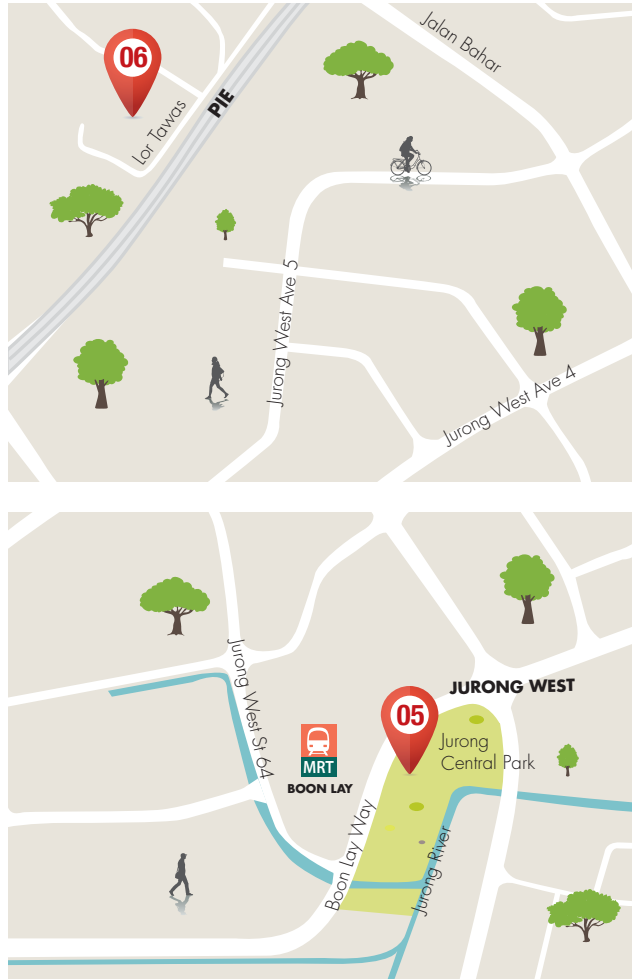 06
Jalan Bahar
PIE
Lor Tawas
Jurong West Ave 5
Jurong West Ave 4
JURONG WEST
05
Jurong
Central Park
Jurong West St 64
MRT
BOON LAY
Boon Lay Way
Jurong River